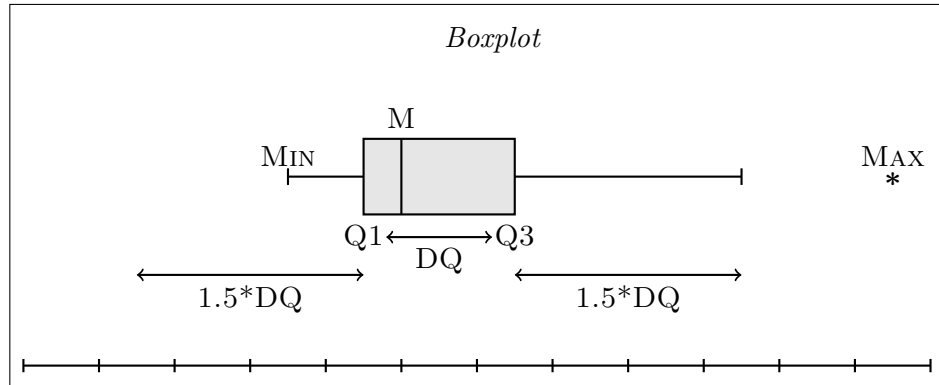 Boxplot
M
MIN
MAX
*
Q1
Q3
DQ
1.5*DQ
1.5*DQ